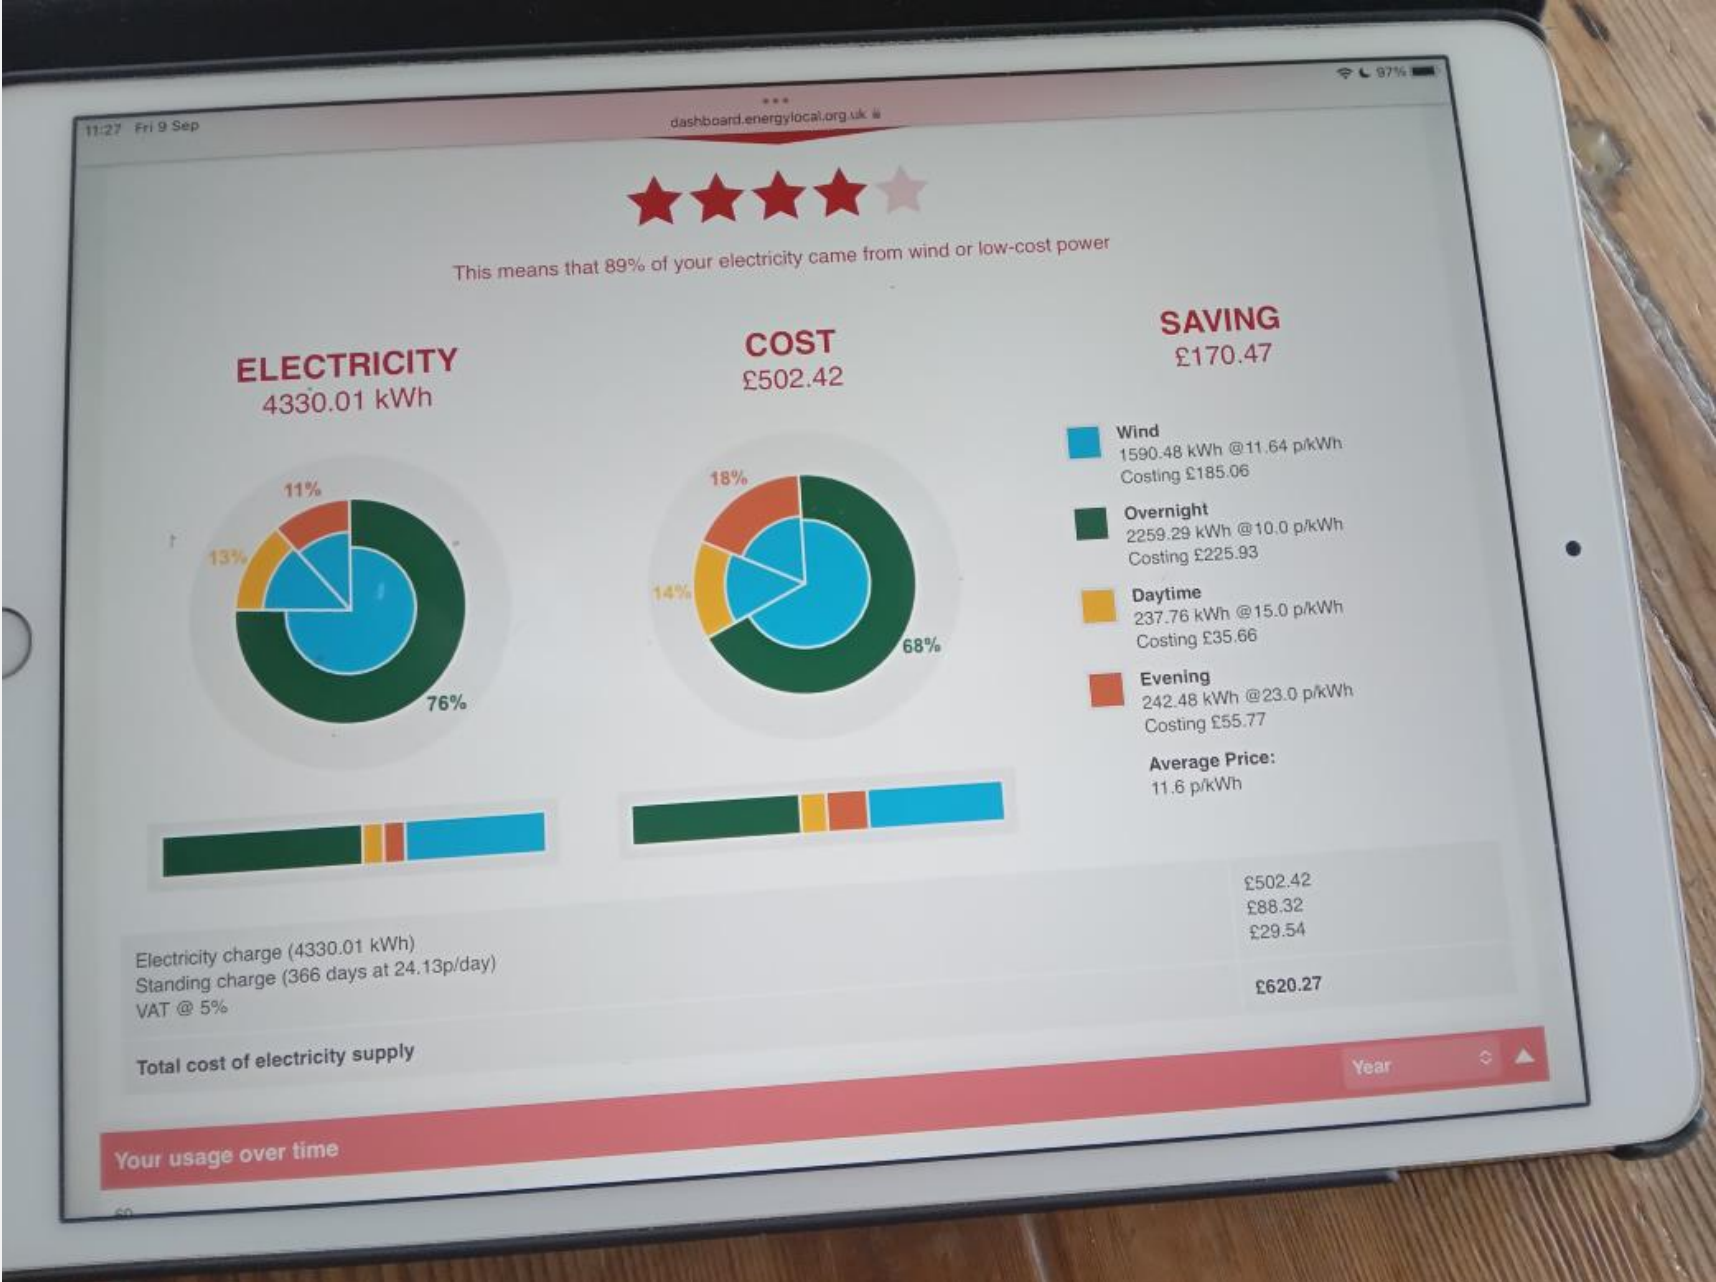 11:27 Fri 9 Sep
dashboard.energylocal.org.uk
97%
This means that 89% of your electricity came from wind or low-cost power
ELECTRICITY
4330.01 kWh
11%
13%
76%
COST
£502.42
18%
14%
68%
SAVING
£170.47
Wind
1590.48 kWh @11.64 p/kWh
Costing £185.06
Overnight
2259.29 kWh @10.0 p/kWh
Costing £225.93
Daytime
237.76 kWh @15.0 p/kWh
Costing £35.66
Evening
242.48 kWh @23.0 p/kWh
Costing £55.77
Average Price:
11.6 p/kWh
Electricity charge (4330.01 kWh) £502.42
Standing charge (366 days at 24.13p/day) £88.32
VAT @ 5% £29.54
Total cost of electricity supply £620.27
Your usage over time Year